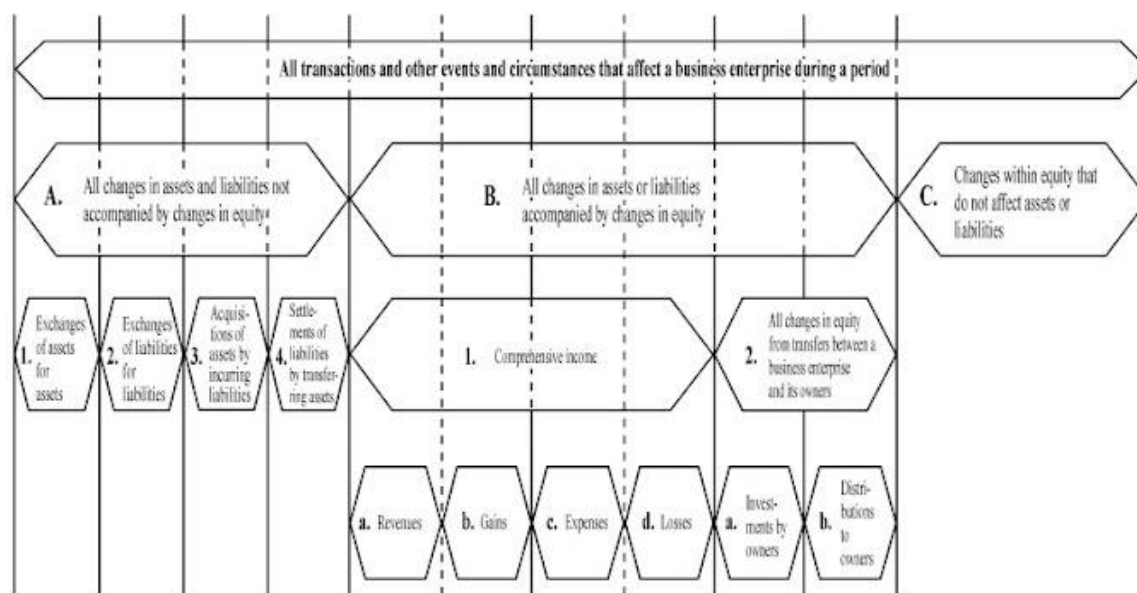 All transactions and other events and circumstances that affect a business enterprise during a period
A. All changes in assets and liabilities not
accompanied by changes in equity
B. All changes in assets or liabilities
accompanied by changes in equity
C. Changes within equity that
do not affect assets or
liabilities
1. Exchanges
of assets
for
assets
2. Exchanges
of liabilities
for
liabilities
3. Acquisitions
of
assets by
incurring
liabilities
4. Settlements
of
liabilities
by transfer-
ring assets
1. Comprehensive income
2. All changes in equity
from transfers between a
business enterprise
and its owners
a. Revenues
b. Gains
c. Expenses
d. Losses
a. Invest-
ments by
owners
b. Distri-
butions
to
owners